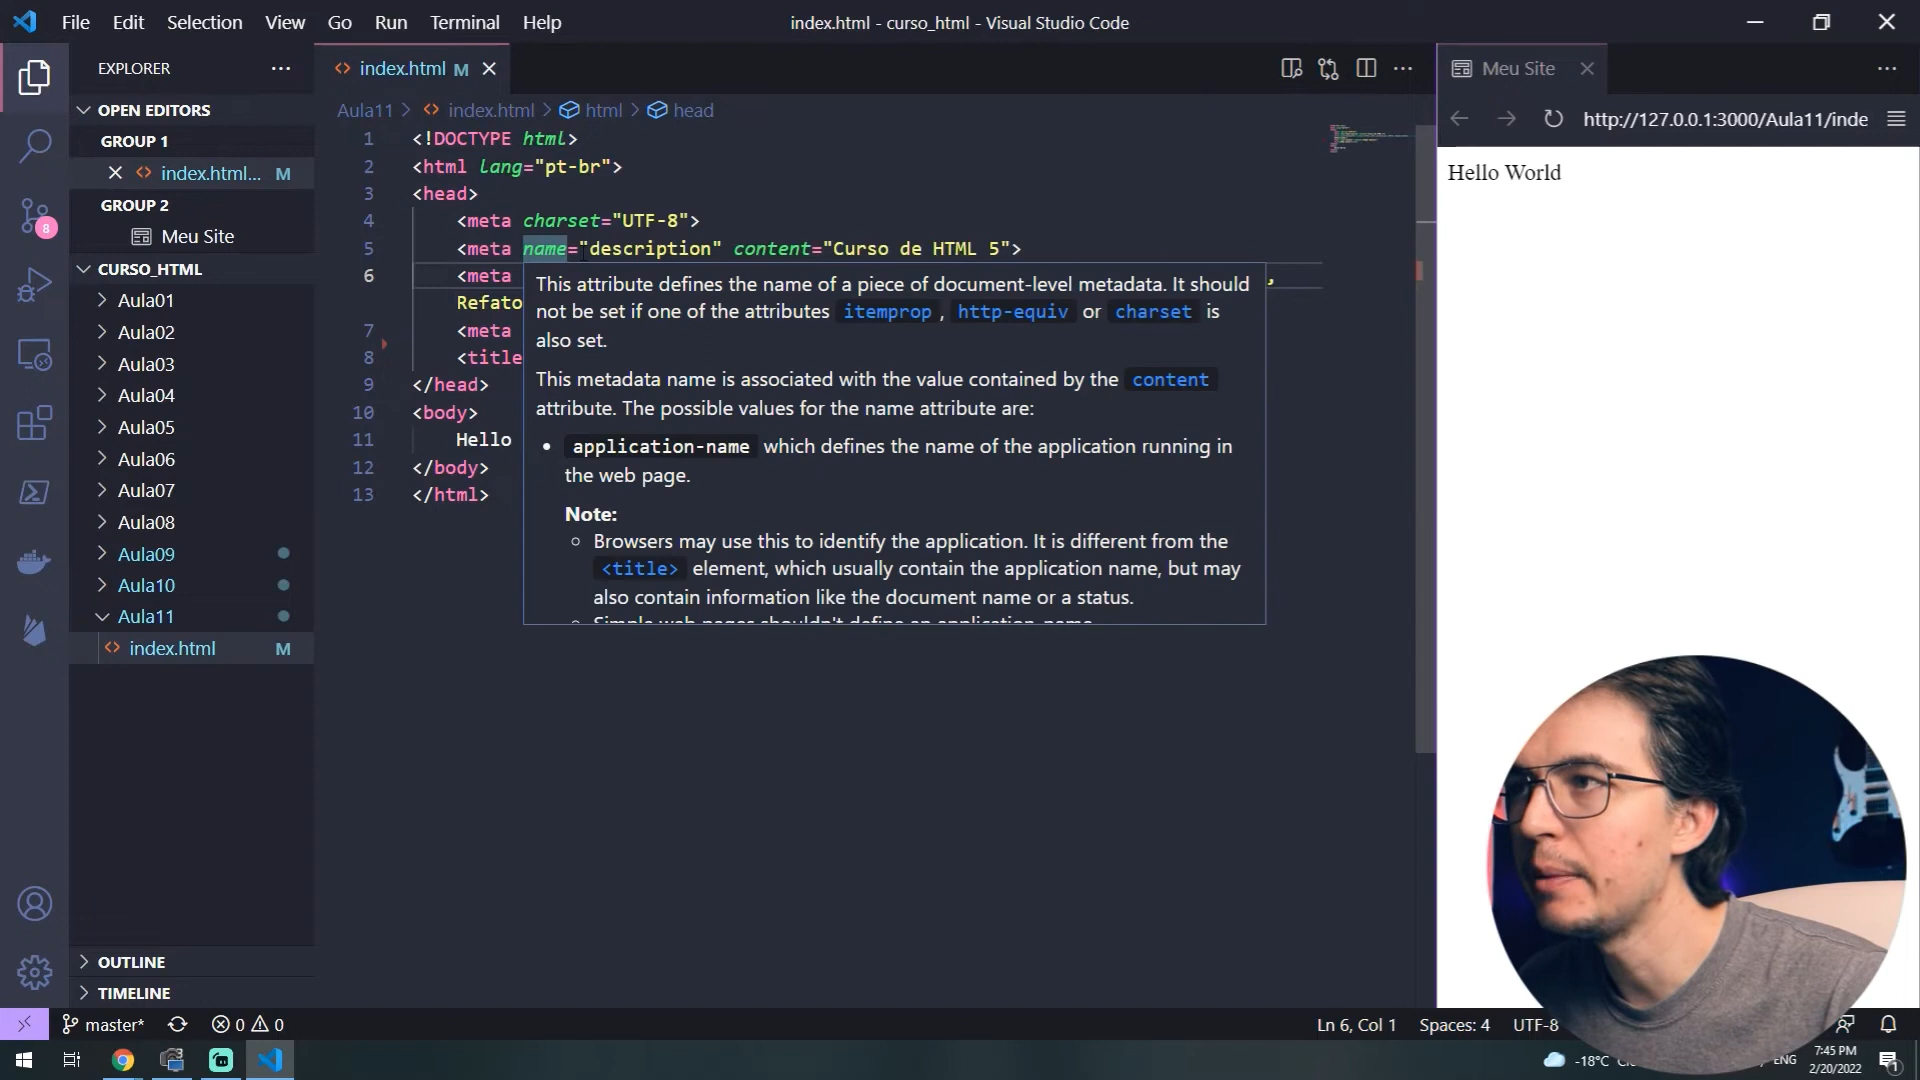 File Edit Selection View Go Run Terminal Help
index.html - curso_html - Visual Studio Code
EXPLORER
OPEN EDITORS
GROUP 1
index.html... M
GROUP 2
Meu Site
CURSO_HTML
Aula01
Aula02
Aula03
Aula04
Aula05
Aula06
Aula07
Aula08
Aula09
Aula10
Aula11
index.html M
OUTLINE
TIMELINE
8
index.html M
Aula11 > index.html > html > head
1 <!DOCTYPE html>
2 <html lang="pt-br">
3 <head>
4 <meta charset="UTF-8">
5 <meta name="description" content="Curso de HTML 5">
6 <meta ,
Refato
7 <meta
8 <title
9 </head>
10 <body>
11 Hello
12 </body>
13 </html>
This attribute defines the name of a piece of document-level metadata. It should
not be set if one of the attributes itemprop , http-equiv or charset is
also set.
This metadata name is associated with the value contained by the content
attribute. The possible values for the name attribute are:
• application-name which defines the name of the application running in
the web page.
Note:
○ Browsers may use this to identify the application. It is different from the
<title> element, which usually contain the application name, but may
also contain information like the document name or a status.
○ Simple web pages shouldn't define an application-name
Meu Site
http://127.0.0.1:3000/Aula11/inde
Hello World
master* 0 0
Ln 6, Col 1 Spaces: 4 UTF-8
-18°C ENG
7:45 PM
2/20/2022
1